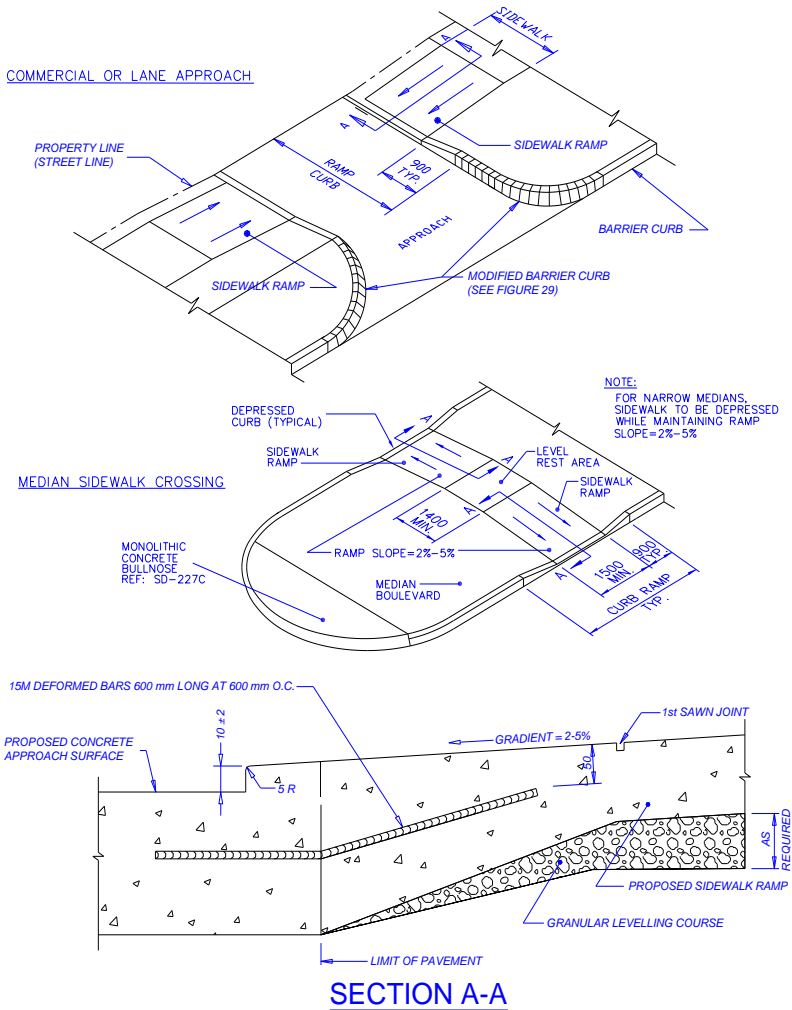 SIDEWALK
A
COMMERCIAL OR LANE APPROACH
A
PROPERTY LINE
(STREET LINE)
SIDEWALK RAMP
900
TYP.
RAMP
CURB
APPROACH
BARRIER CURB
SIDEWALK RAMP
MODIFIED BARRIER CURB
(SEE FIGURE 29)
NOTE:
FOR NARROW MEDIANS,
SIDEWALK TO BE DEPRESSED
WHILE MAINTAINING RAMP
SLOPE=2%-5%
DEPRESSED
CURB (TYPICAL)
A
SIDEWALK
RAMP
LEVEL
REST AREA
A
SIDEWALK
RAMP
MEDIAN SIDEWALK CROSSING
A
1400
MIN.
MONOLITHIC
CONCRETE
BULLNOSE
REF: SD-227C
RAMP SLOPE=2%-5%
MEDIAN
BOULEVARD
A
1500
MIN.
900
TYP.
CURB RAMP
TYP.
15M DEFORMED BARS 600 mm LONG AT 600 mm O.C.
1st SAWN JOINT
10 ± 2
PROPOSED CONCRETE
APPROACH SURFACE
GRADIENT = 2-5%
50
5 R
AS
REQUIRED
PROPOSED SIDEWALK RAMP
GRANULAR LEVELLING COURSE
LIMIT OF PAVEMENT
SECTION A-A